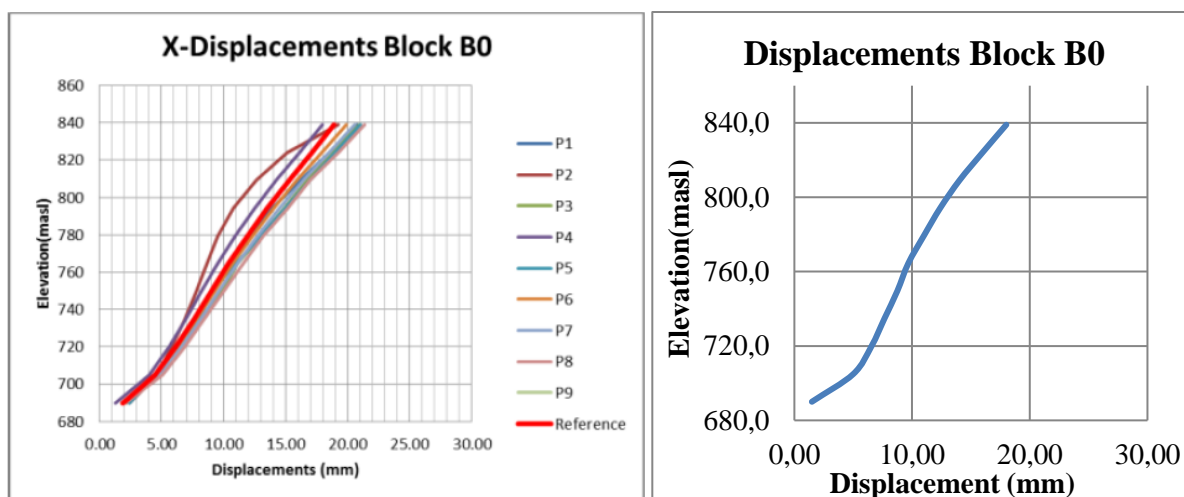 X-Displacements Block B0
860
840
820
800
780
760
740
720
700
680
Elevation(masl)
0.00 5.00 10.00 15.00 20.00 25.00 30.00
Displacements (mm)
P1
P2
P3
P4
P5
P6
P7
P8
P9
Reference
Displacements Block B0
840,0
800,0
760,0
720,0
680,0
Elevation(masl)
0,00 10,00 20,00 30,00
Displacement (mm)